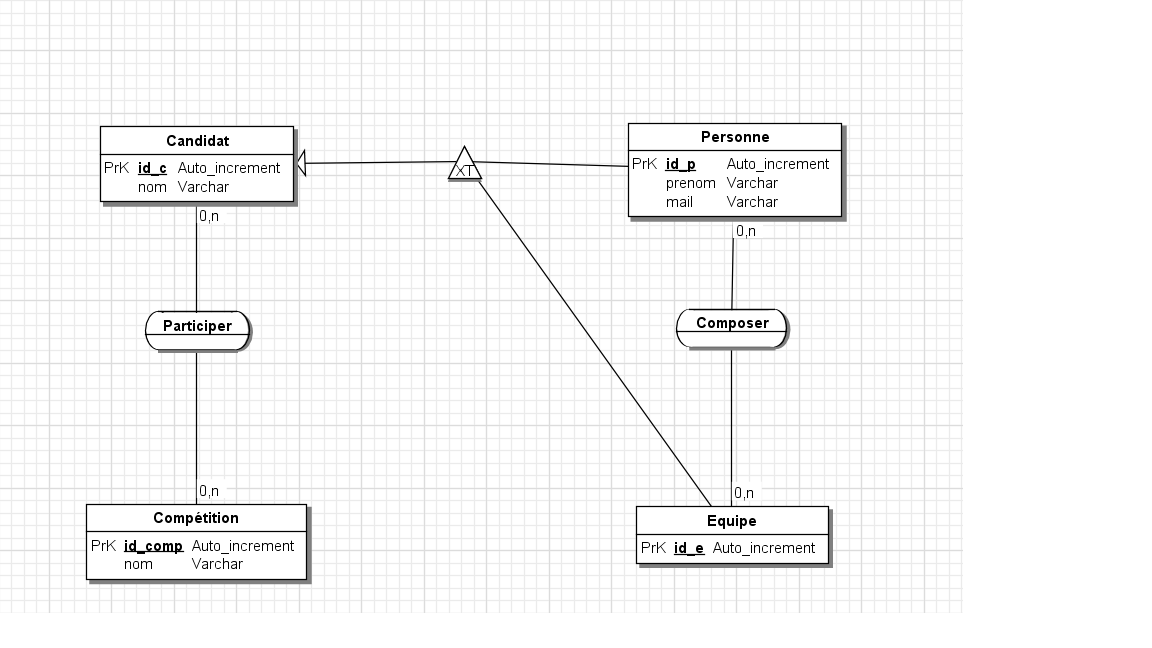 Candidat
PrK id_c Auto_increment
nom Varchar
0,n
Participer
0,n
Compétition
PrK id_comp Auto_increment
nom Varchar
XT
Personne
PrK id_p Auto_increment
prenom Varchar
mail Varchar
0,n
Composer
0,n
Equipe
PrK id_e Auto_increment